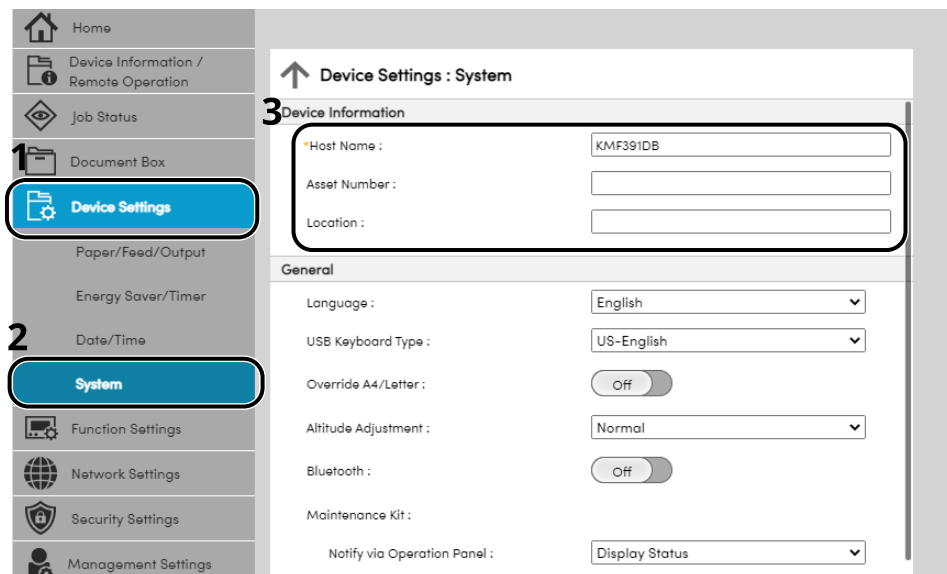 Home
Device Information /
Remote Operation
Job Status
1
Document Box
Device Settings
Paper/Feed/Output
Energy Saver/Timer
2
Date/Time
System
Function Settings
Network Settings
Security Settings
Management Settings
Device Settings : System
3
Device Information
*Host Name : KMF391DB
Asset Number :
Location :
General
Language : English
USB Keyboard Type : US-English
Override A4/Letter : Off
Altitude Adjustment : Normal
Bluetooth : Off
Maintenance Kit :
Notify via Operation Panel : Display Status